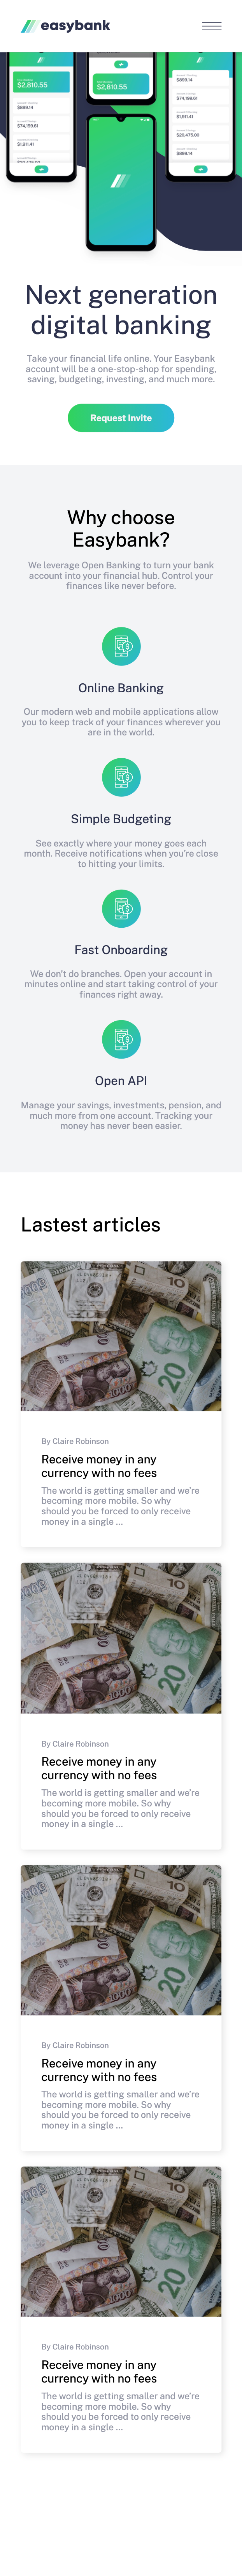 easybank
$2,810.55
$2,810.55
$899.14
$74,199.61
$1,911.41
$899.14
$74,199.61
$1,911.41
$20,475.00
$899.14
Next generation
digital banking
Take your financial life online. Your Easybank
account will be a one-stop-shop for spending,
saving, budgeting, investing, and much more.
Request Invite
Why choose
Easybank?
We leverage Open Banking to turn your bank
account into your financial hub. Control your
finances like never before.
Online Banking
Our modern web and mobile applications allow
you to keep track of your finances wherever you
are in the world.
Simple Budgeting
See exactly where your money goes each
month. Receive notifications when you're close
to hitting your limits.
Fast Onboarding
We don't do branches. Open your account in
minutes online and start taking control of your
finances right away.
Open API
Manage your savings, investments, pension, and
much more from one account. Tracking your
money has never been easier.
Lastest articles
10
20
By Claire Robinson
Receive money in any
currency with no fees
The world is getting smaller and we're
becoming more mobile. So why
should you be forced to only receive
money in a single ...
10
20
By Claire Robinson
Receive money in any
currency with no fees
The world is getting smaller and we're
becoming more mobile. So why
should you be forced to only receive
money in a single ...
10
20
By Claire Robinson
Receive money in any
currency with no fees
The world is getting smaller and we're
becoming more mobile. So why
should you be forced to only receive
money in a single ...
10
20
By Claire Robinson
Receive money in any
currency with no fees
The world is getting smaller and we're
becoming more mobile. So why
should you be forced to only receive
money in a single ...